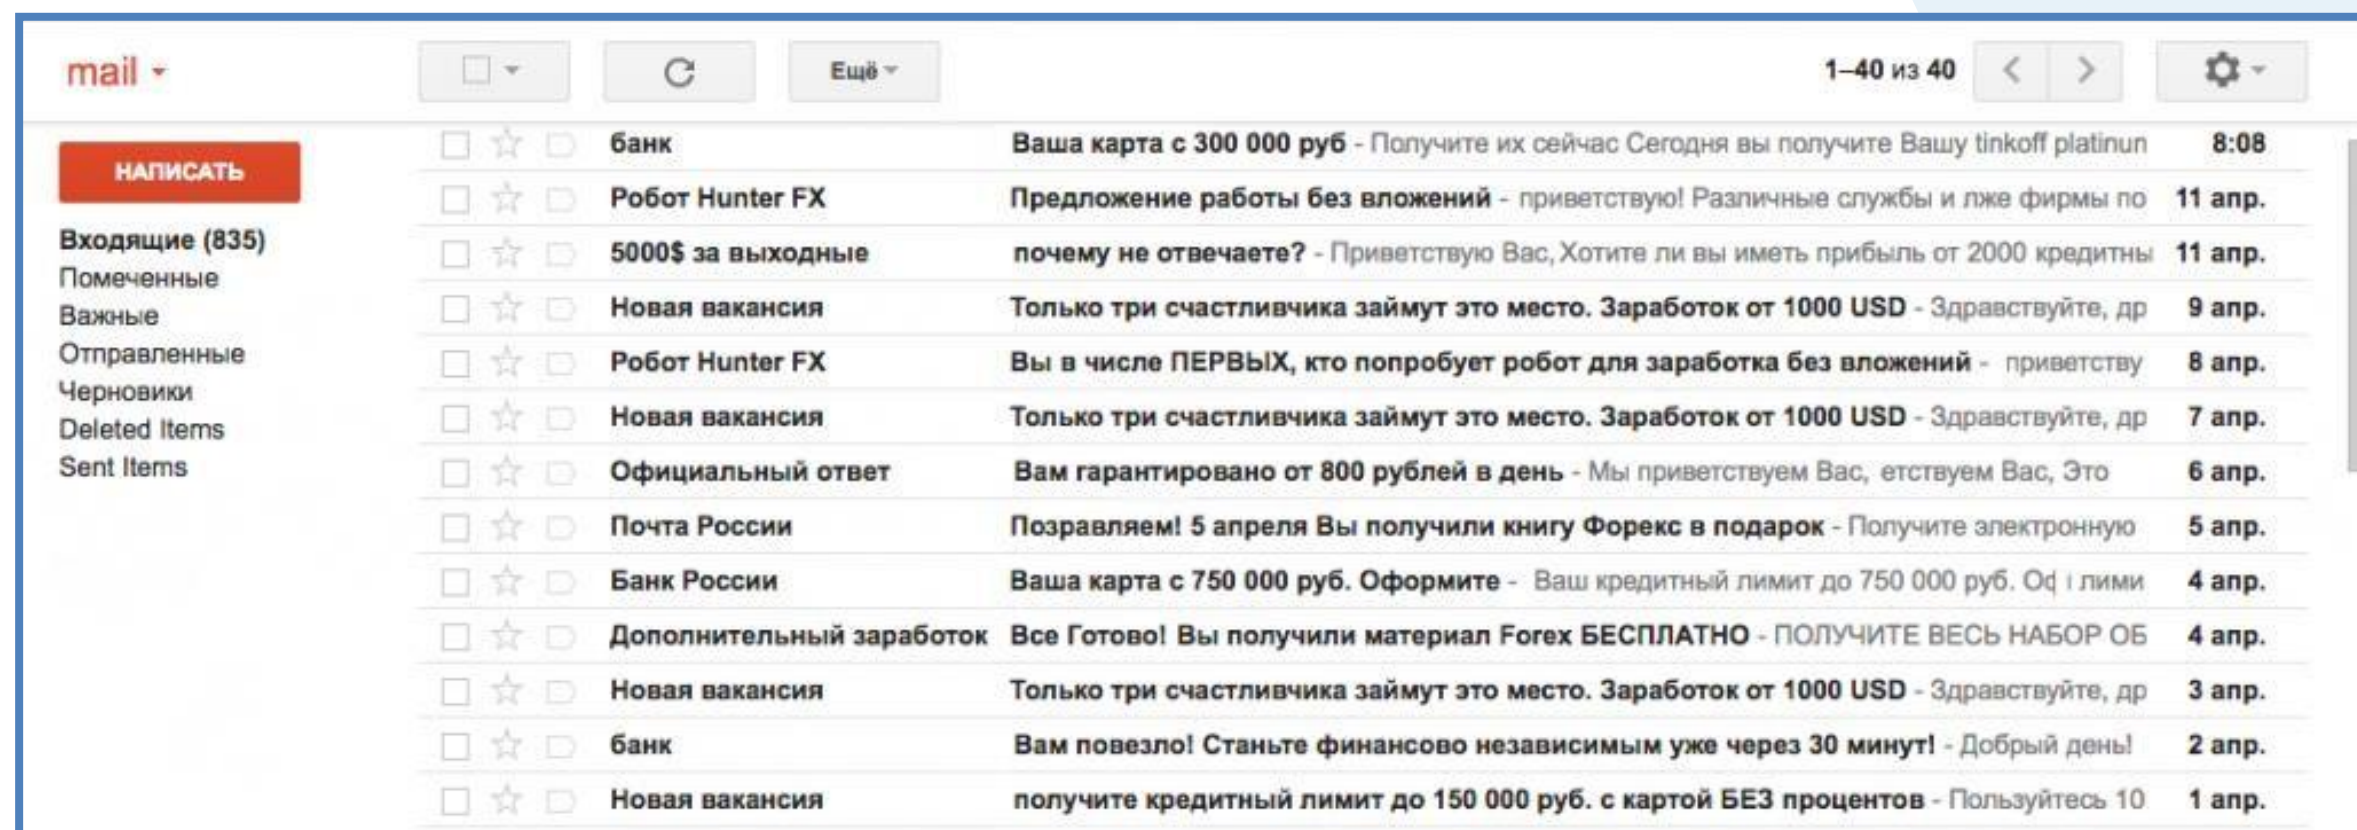 mail
Ещё
1–40 из 40
НАПИСАТЬ
Входящие (835)
Помеченные
Важные
Отправленные
Черновики
Deleted Items
Sent Items
банк Ваша карта с 300 000 руб - Получите их сейчас Сегодня вы получите Вашу tinkoff platinun 8:08
Робот Hunter FX Предложение работы без вложений - приветствую! Различные службы и лже фирмы по 11 апр.
5000$ за выходные почему не отвечаете? - Приветствую Вас, Хотите ли вы иметь прибыль от 2000 кредитны 11 апр.
Новая вакансия Только три счастливчика займут это место. Заработок от 1000 USD - Здравствуйте, др 9 апр.
Робот Hunter FX Вы в числе ПЕРВЫХ, кто попробует робот для заработка без вложений - приветству 8 апр.
Новая вакансия Только три счастливчика займут это место. Заработок от 1000 USD - Здравствуйте, др 7 апр.
Официальный ответ Вам гарантировано от 800 рублей в день - Мы приветствуем Вас, етствуем Вас, Это 6 апр.
Почта России Позравляем! 5 апреля Вы получили книгу Форекс в подарок - Получите электронную 5 апр.
Банк России Ваша карта с 750 000 руб. Оформите - Ваш кредитный лимит до 750 000 руб. лими 4 апр.
Дополнительный заработок Все Готово! Вы получили материал Forex БЕСПЛАТНО - ПОЛУЧИТЕ ВЕСЬ НАБОР ОБ 4 апр.
Новая вакансия Только три счастливчика займут это место. Заработок от 1000 USD - Здравствуйте, др 3 апр.
банк Вам повезло! Станьте финансово независимым уже через 30 минут! - Добрый день! 2 апр.
Новая вакансия получите кредитный лимит до 150 000 руб. с картой БЕЗ процентов - Пользуйтесь 10 1 апр.